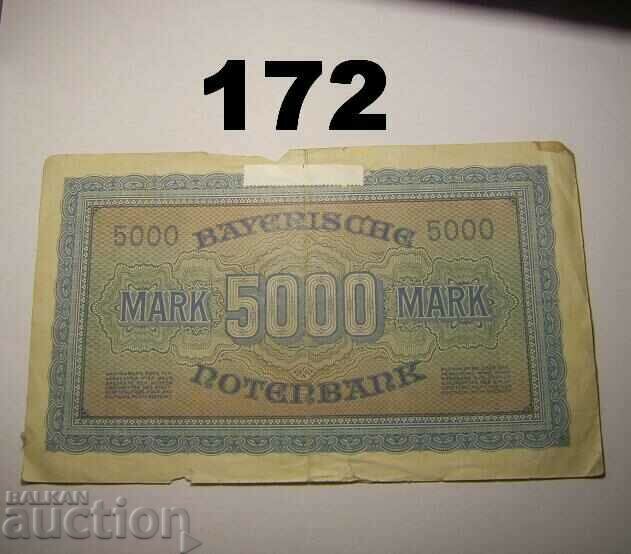 172
5000 BAYERISCHE 5000
MARK 5000 MARK
NOTENBANK
BALKAN
auction